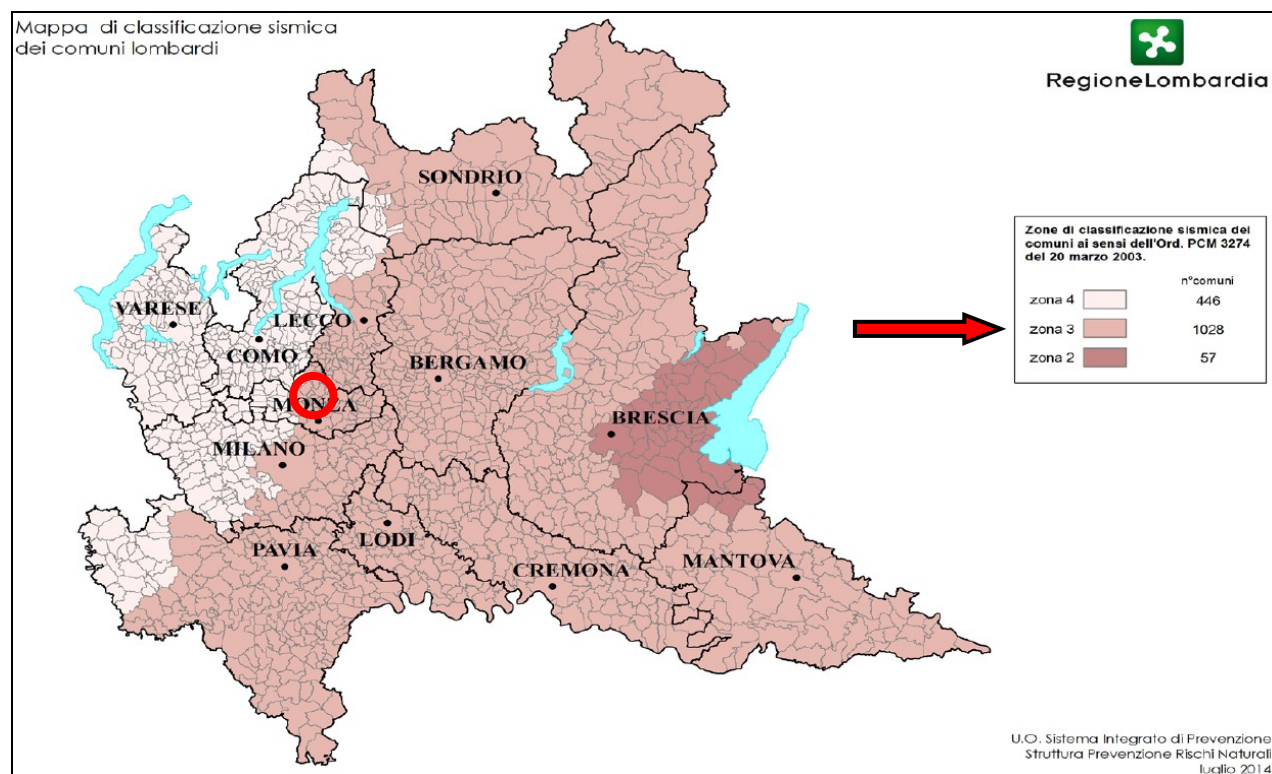 Mappa di classificazione sismica
dei comuni lombardi
RegioneLombardia
SONDRIO
VARESE
LECCO
COMO
BERGAMO
MONZA
BRESCIA
MILANO
PAVIA
LODI
CREMONA
MANTOVA
Zone di classificazione sismica dei
comuni ai sensi dell'Ord. PCM 3274
del 20 marzo 2003.
n°comuni
zona 4 446
zona 3 1028
zona 2 57
U.O. Sistema Integrato di Prevenzione
Struttura Prevenzione Rischi Naturali
luglio 2014